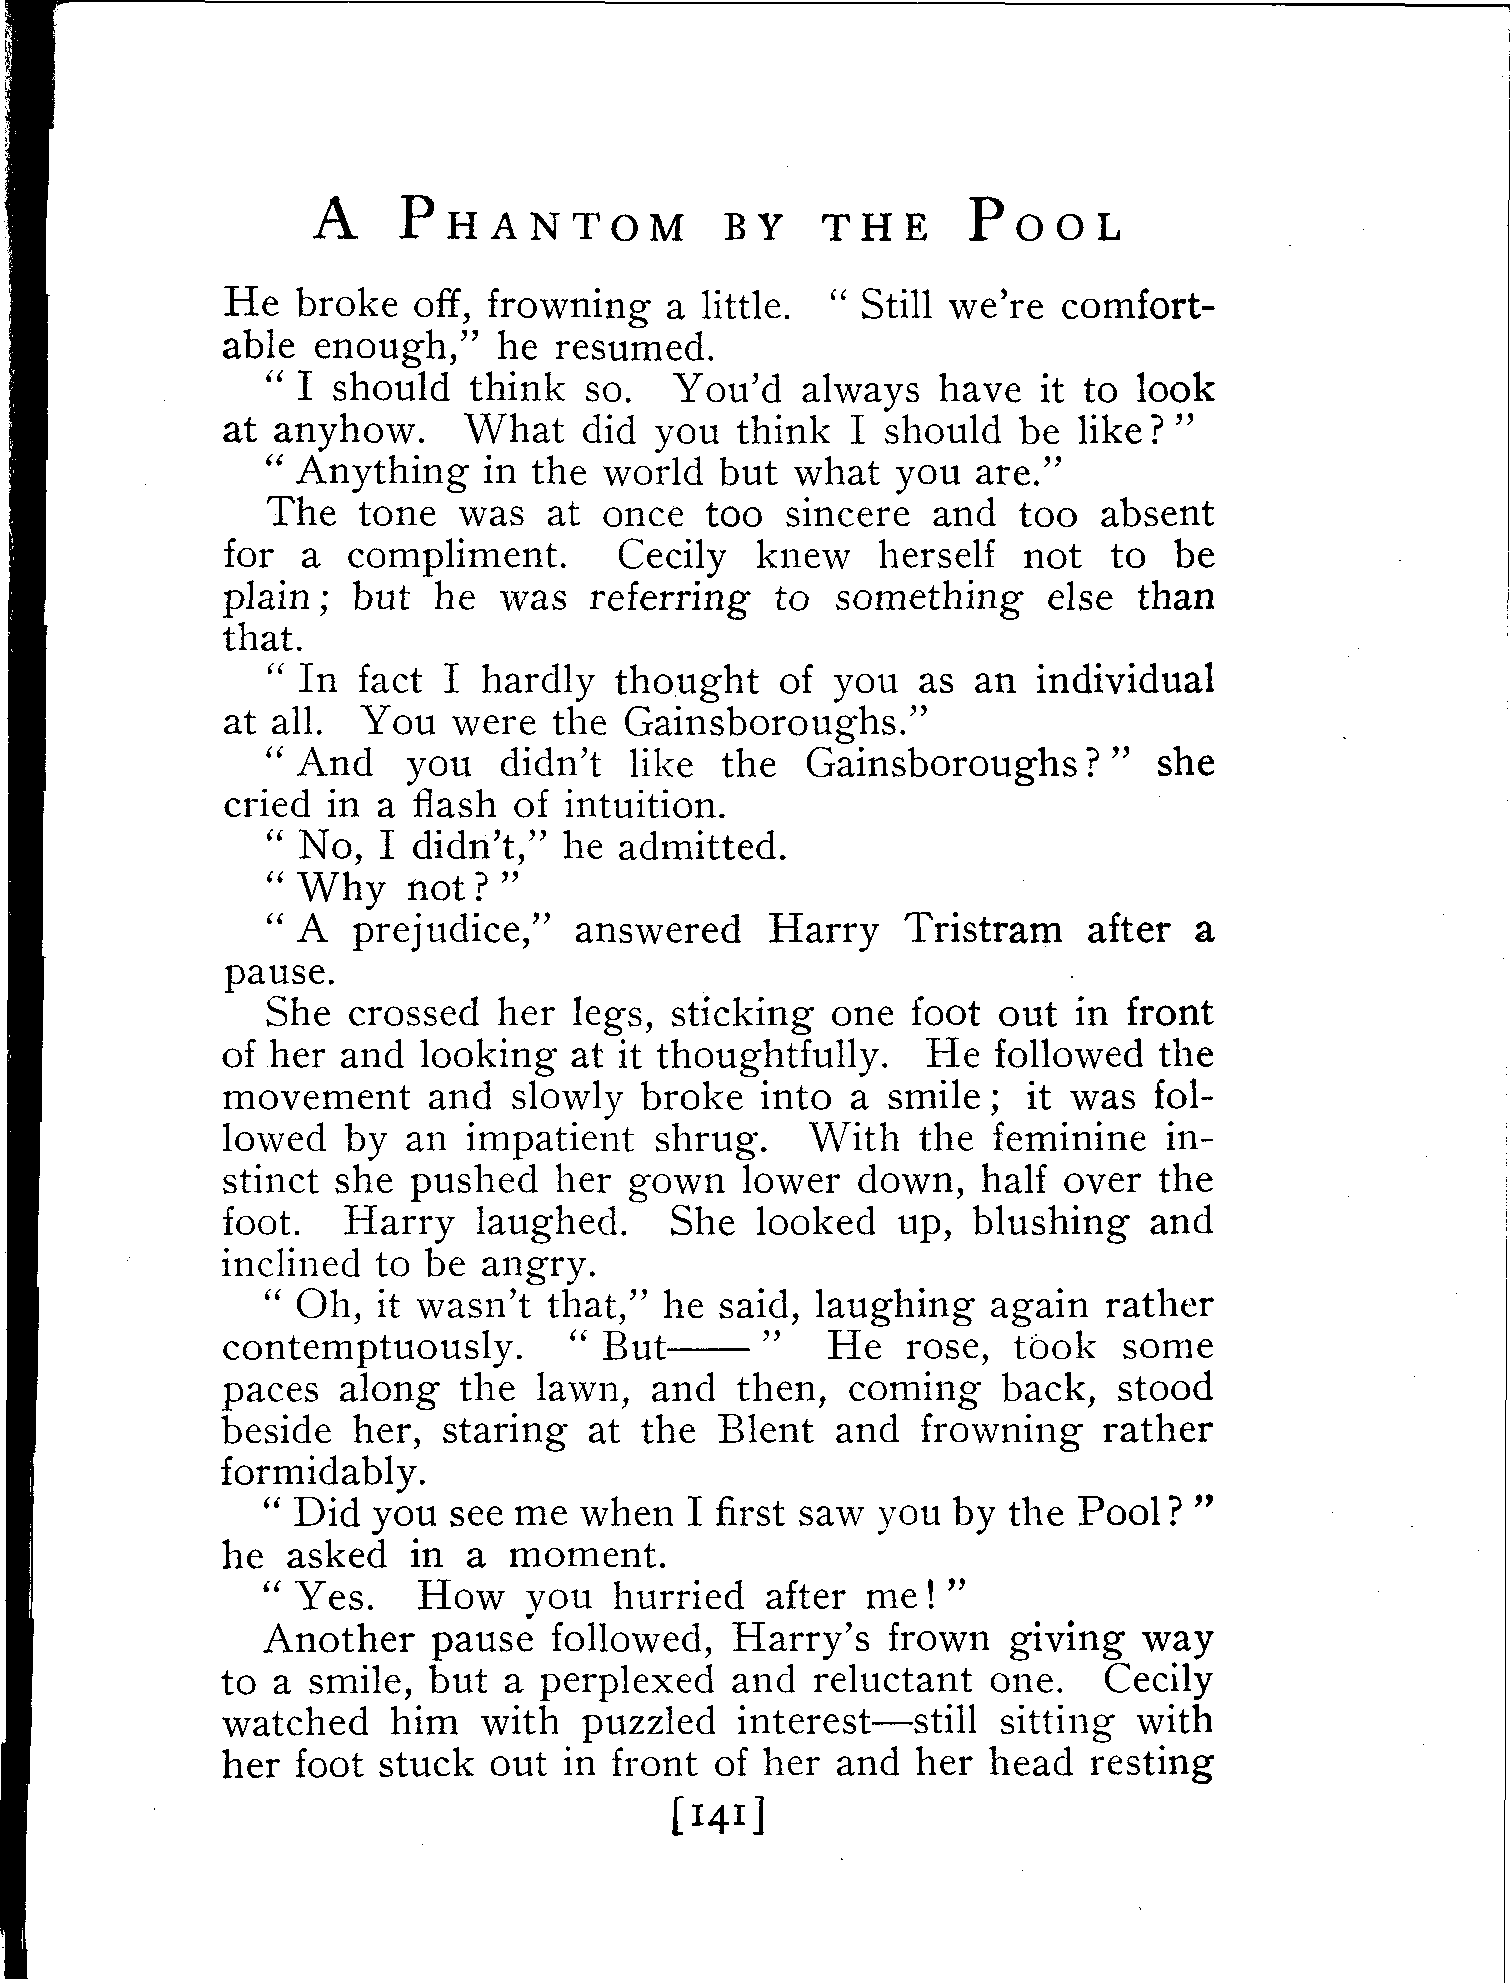 A PHANTOM BY THE POOL
He broke off, frowning a little. “ Still we're comfort-
able enough,” he resumed.
“ I should think so. You'd always have it to look
at anyhow. What did you think I should be like? ”
“ Anything in the world but what you are.”
The tone was at once too sincere and too absent
for a compliment. Cecily knew herself not to be
plain; but he was referring to something else than
that.
“ In fact I hardly thought of you as an individual
at all. You were the Gainsboroughs.”
“ And you didn't like the Gainsboroughs? ” she
cried in a flash of intuition.
“ No, I didn't,” he admitted.
“ Why not? ”
“ A prejudice,” answered Harry Tristram after a
pause.
She crossed her legs, sticking one foot out in front
of her and looking at it thoughtfully. He followed the
movement and slowly broke into a smile; it was fol-
lowed by an impatient shrug. With the feminine in-
stinct she pushed her gown lower down, half over the
foot. Harry laughed. She looked up, blushing and
inclined to be angry.
“ Oh, it wasn't that,” he said, laughing again rather
contemptuously. “ But—— ” He rose, took some
paces along the lawn, and then, coming back, stood
beside her, staring at the Blent and frowning rather
formidably.
“ Did you see me when I first saw you by the Pool? ”
he asked in a moment.
“ Yes. How you hurried after me! ”
Another pause followed, Harry's frown giving way
to a smile, but a perplexed and reluctant one. Cecily
watched him with puzzled interest—still sitting with
her foot stuck out in front of her and her head resting
[141]